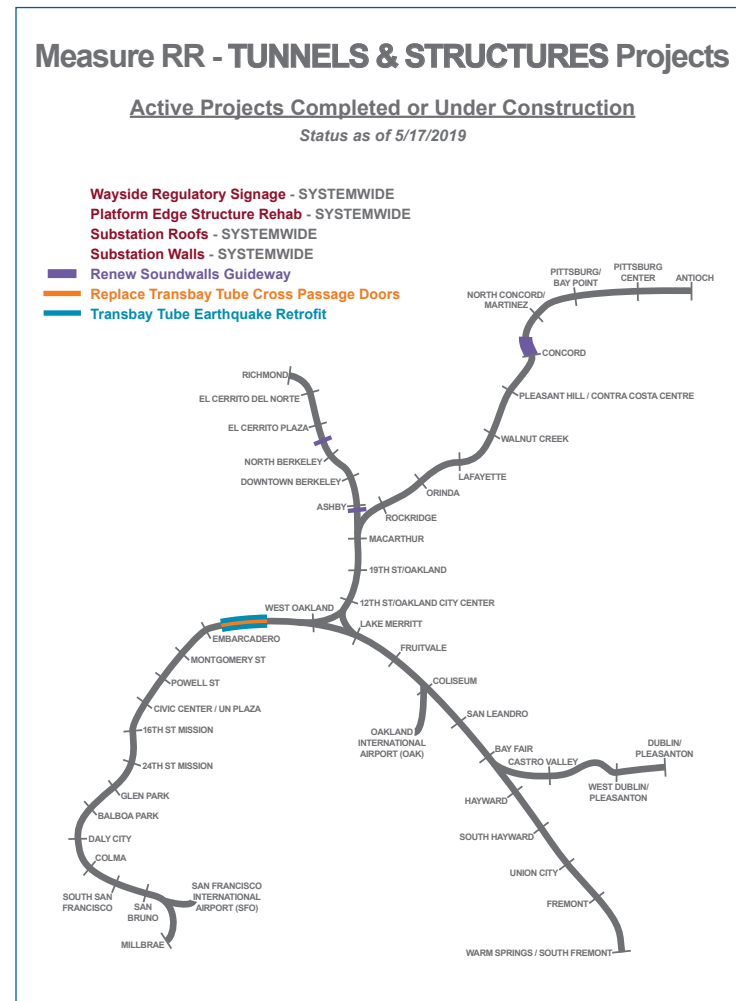 Measure RR - TUNNELS & STRUCTURES Projects
Active Projects Completed or Under Construction
Status as of 5/17/2019
Wayside Regulatory Signage - SYSTEMWIDE
Platform Edge Structure Rehab - SYSTEMWIDE
Substation Roofs - SYSTEMWIDE
Substation Walls - SYSTEMWIDE
Renew Soundwalls Guideway
Replace Transbay Tube Cross Passage Doors
Transbay Tube Earthquake Retrofit
PITTSBURG/
BAY POINT
PITTSBURG
CENTER
ANTIOCH
NORTH CONCORD/
MARTINEZ
CONCORD
RICHMOND
EL CERRITO DEL NORTE
PLEASANT HILL / CONTRA COSTA CENTRE
EL CERRITO PLAZA
WALNUT CREEK
NORTH BERKELEY
LAFAYETTE
DOWNTOWN BERKELEY
ORINDA
ASHBY
ROCKRIDGE
MACARTHUR
19TH ST/OAKLAND
12TH ST/OAKLAND CITY CENTER
WEST OAKLAND
LAKE MERRITT
EMBARCADERO
FRUITVALE
MONTGOMERY ST
POWELL ST
COLISEUM
CIVIC CENTER / UN PLAZA
SAN LEANDRO
16TH ST MISSION
OAKLAND
INTERNATIONAL
AIRPORT (OAK)
BAY FAIR
DUBLIN/
PLEASANTON
CASTRO VALLEY
24TH ST MISSION
WEST DUBLIN/
PLEASANTON
GLEN PARK
HAYWARD
BALBOA PARK
SOUTH HAYWARD
DALY CITY
COLMA
UNION CITY
SOUTH SAN
FRANCISCO
SAN
BRUNO
SAN FRANCISCO
INTERNATIONAL
AIRPORT (SFO)
FREMONT
MILLBRAE
WARM SPRINGS / SOUTH FREMONT